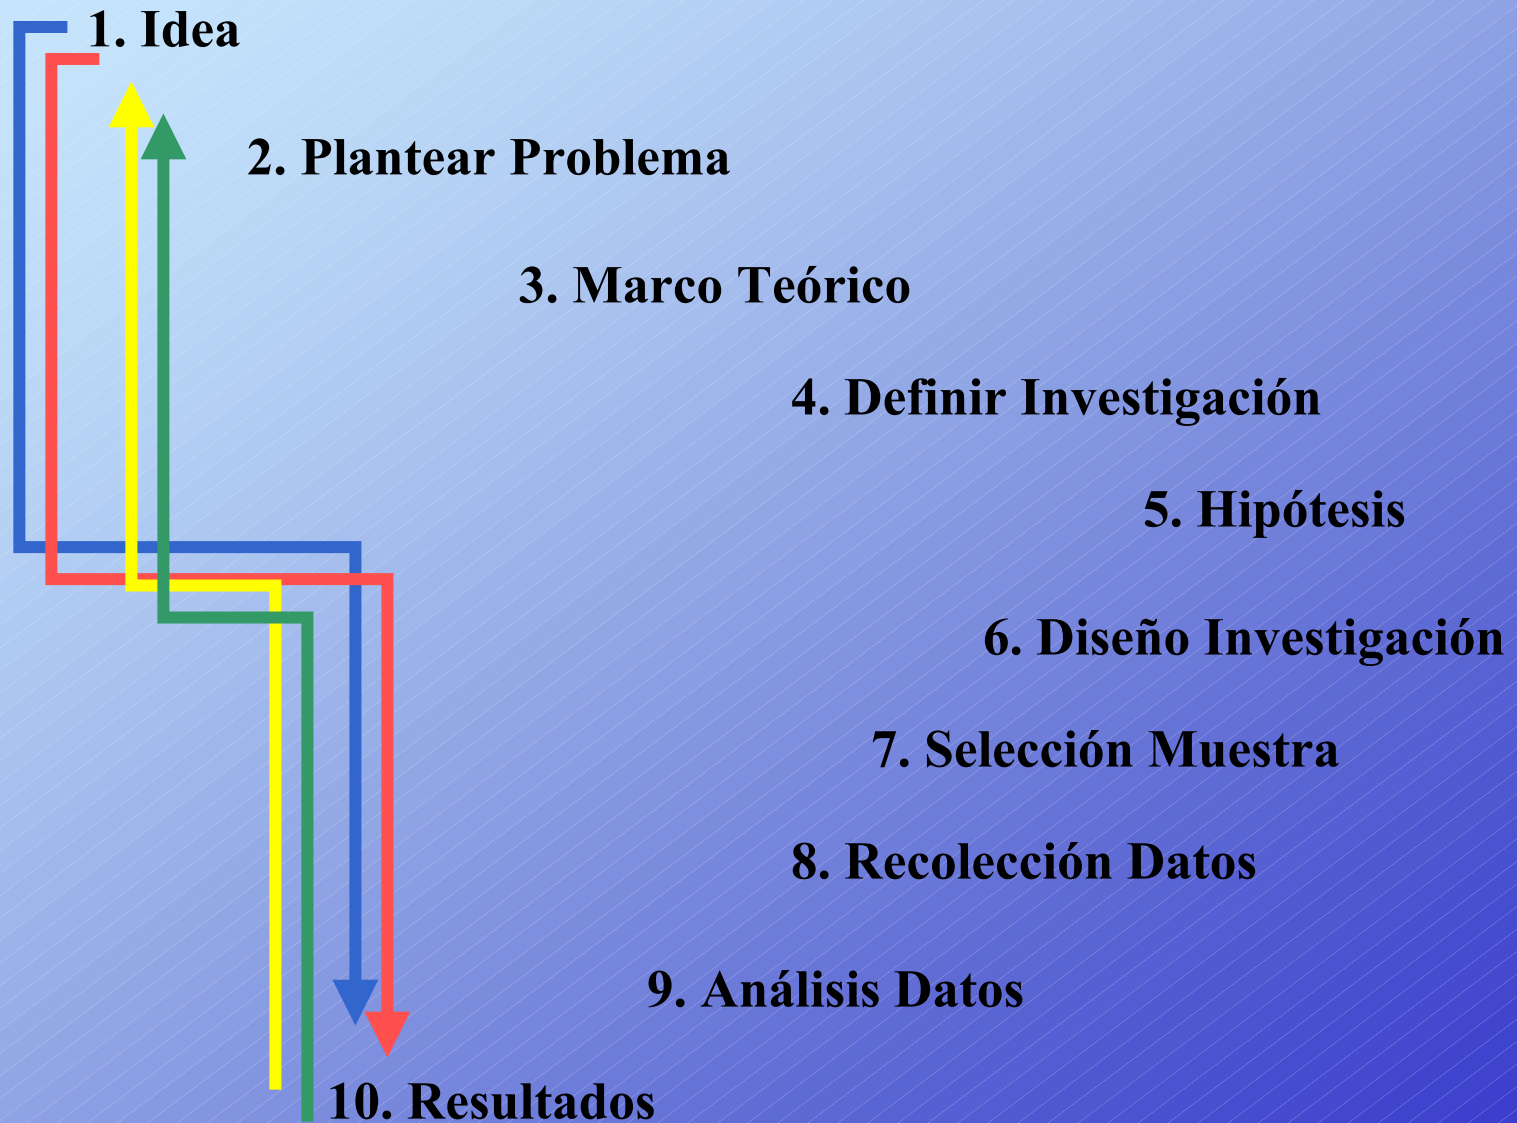 1. Idea
2. Plantear Problema
3. Marco Teórico
4. Definir Investigación
5. Hipótesis
6. Diseño Investigación
7. Selección Muestra
8. Recolección Datos
9. Análisis Datos
10. Resultados